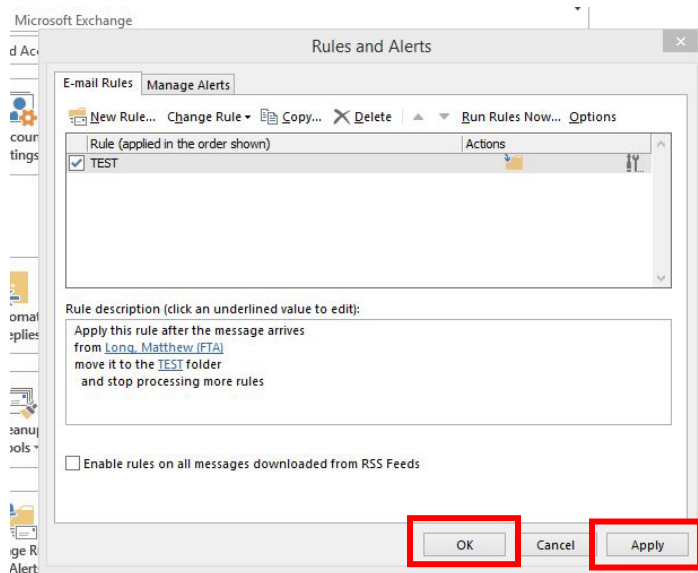 Microsoft Exchange
Rules and Alerts
E-mail Rules Manage Alerts
New Rule... Change Rule Copy... Delete Run Rules Now... Options
Rule (applied in the order shown) Actions
TEST
Rule description (click an underlined value to edit):
Apply this rule after the message arrives
from Long, Matthew (FTA)
move it to the TEST folder
and stop processing more rules
Enable rules on all messages downloaded from RSS Feeds
OK Cancel Apply